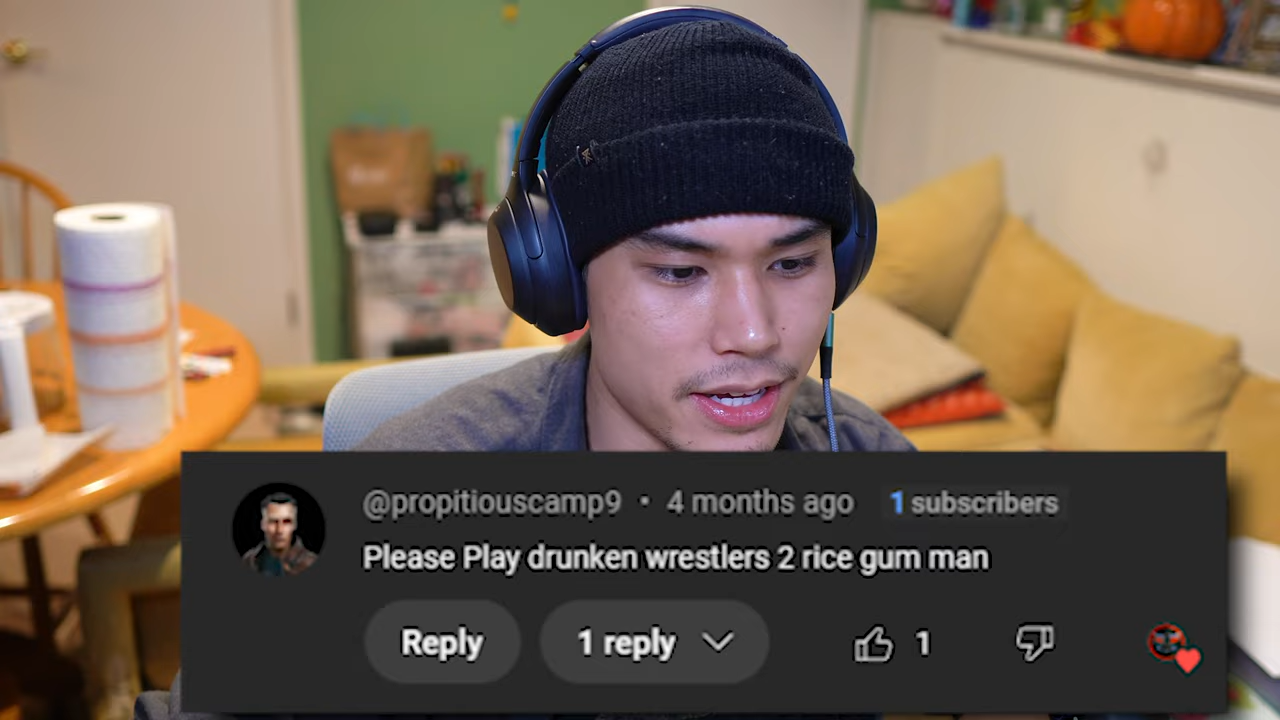 @propitiouscamp9 • 4 months ago 1 subscribers
Please Play drunken wrestlers 2 rice gum man
Reply 1 reply 1